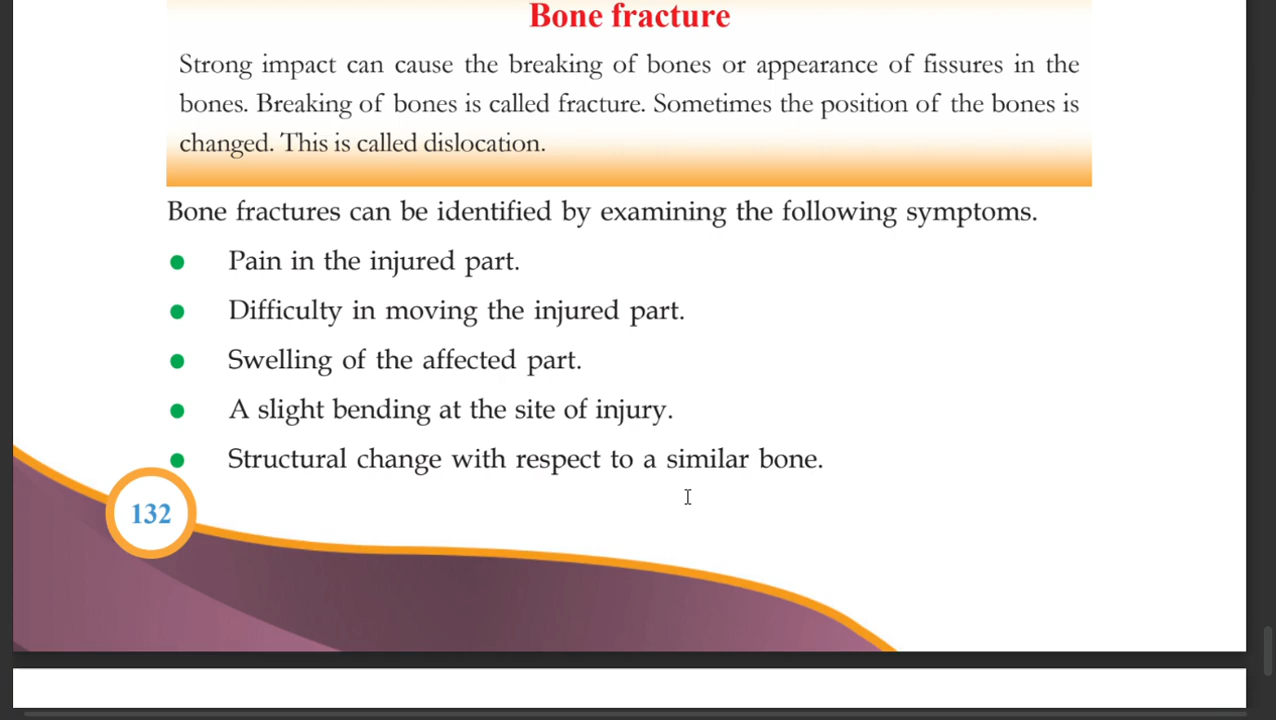 Bone fracture
Strong impact can cause the breaking of bones or appearance of fissures in the
bones. Breaking of bones is called fracture. Sometimes the position of the bones is
changed. This is called dislocation.
Bone fractures can be identified by examining the following symptoms.
● Pain in the injured part.
● Difficulty in moving the injured part.
● Swelling of the affected part.
● A slight bending at the site of injury.
● Structural change with respect to a similar bone.
132